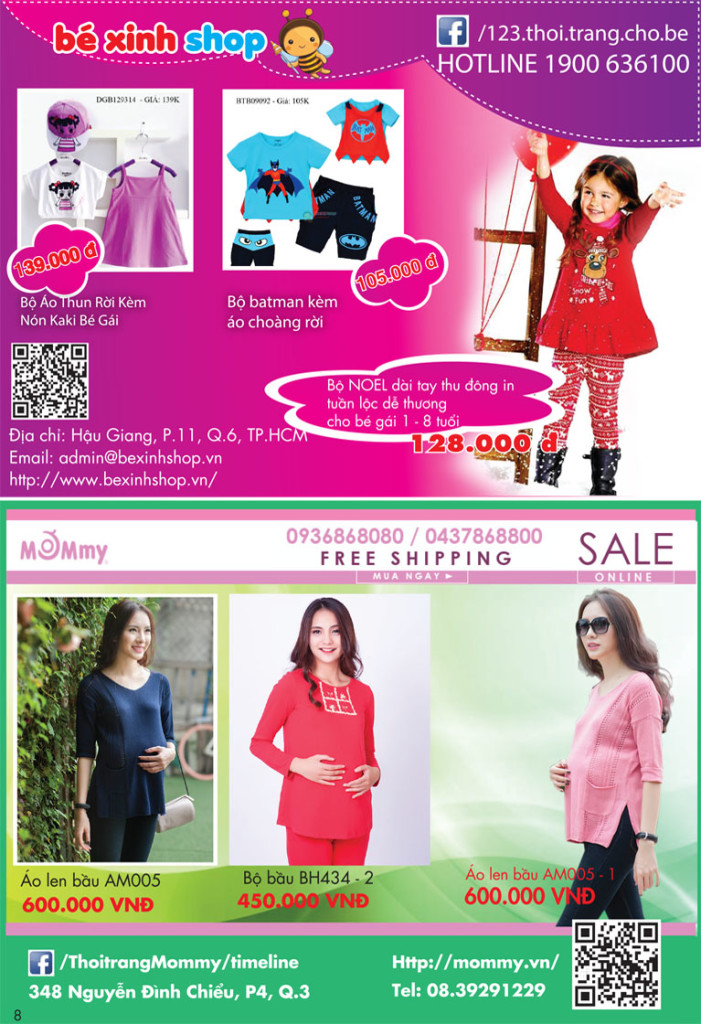 bé xinh shop
/123.thoi.trang.cho.be
HOTLINE 1900 636100
DGB129314 - GIÁ: 139K
BTB09092 - Giá: 105K
BATMAN
BATMAN
139.000 đ
105.000 đ
Bộ Áo Thun Rời Kèm
Nón Kaki Bé Gái
Bộ batman kèm
áo choàng rời
SNOW
FUN
Bộ NOEL dài tay thu đông in
tuần lộc dễ thương
cho bé gái 1 - 8 tuổi
128.000 đ
Địa chỉ: Hậu Giang, P.11, Q.6, TP.HCM
Email: admin@bexinhshop.vn
http://www.bexinhshop.vn/
MOMmy
0936868080 / 0437868800
FREE SHIPPING
MUA NGAY ►
SALE
ONLINE
Áo len bầu AM005
600.000 VNĐ
Bộ bầu BH434 - 2
450.000 VNĐ
Áo len bầu AM005 - 1
600.000 VNĐ
/ThoitrangMommy/timeline
348 Nguyễn Đình Chiểu, P4, Q.3
Http://mommy.vn/
Tel: 08.39291229
8